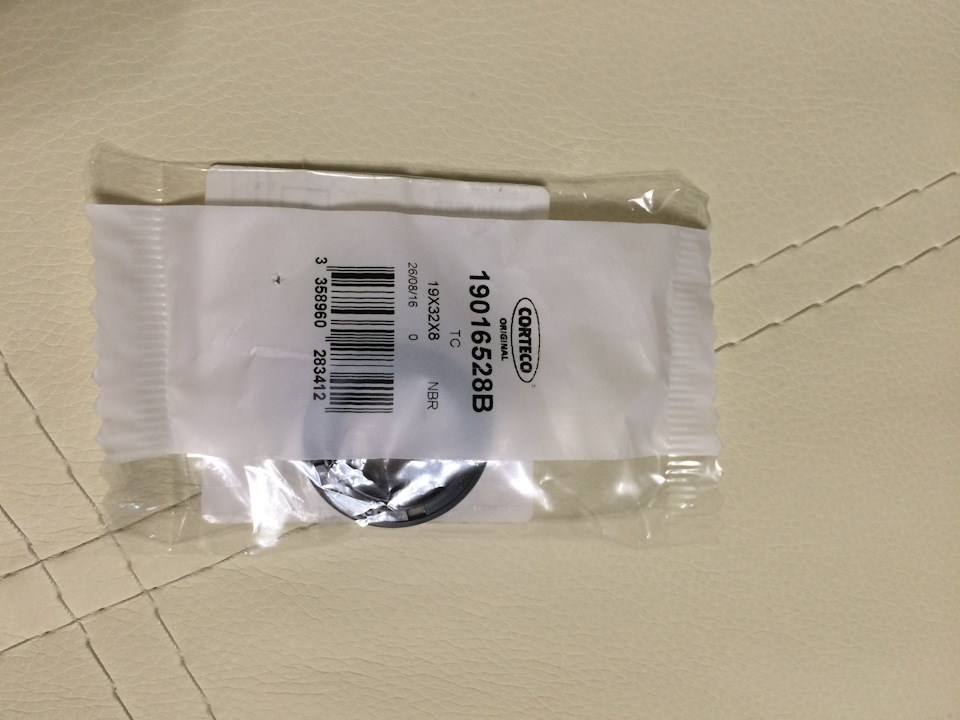 CORTECO
ORIGINAL
19016528B
TC
19X32X8 NBR
26/08/16 0
3 358960 283412